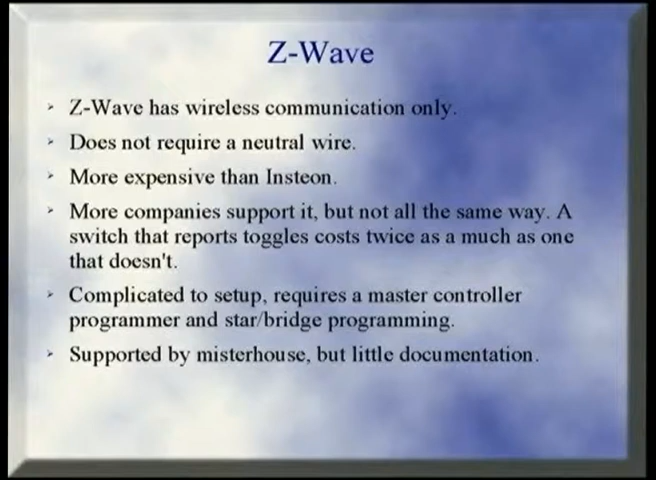 Z-Wave
➢ Z-Wave has wireless communication only.
➢ Does not require a neutral wire.
➢ More expensive than Insteon.
➢ More companies support it, but not all the same way. A
switch that reports toggles costs twice as a much as one
that doesn't.
➢ Complicated to setup, requires a master controller
programmer and star/bridge programming.
➢ Supported by misterhouse, but little documentation.